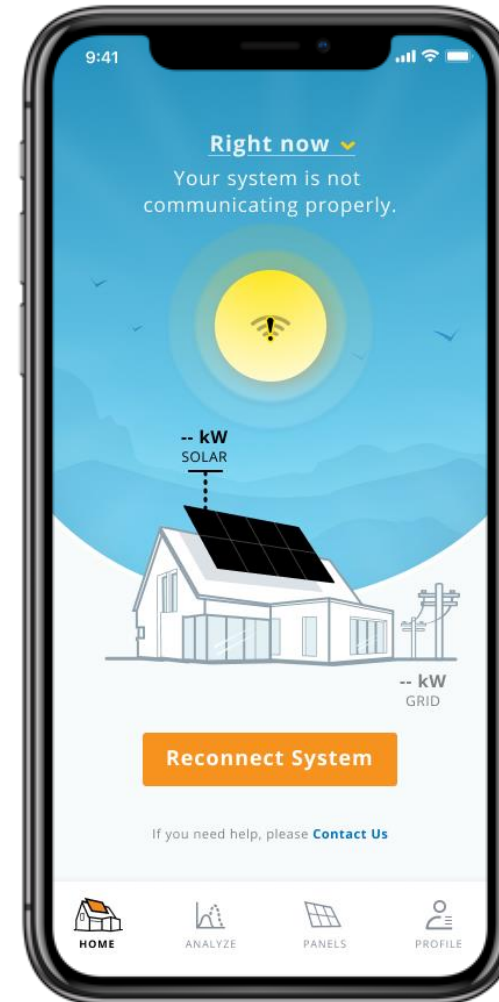 9:41
Right now
Your system is not
communicating properly.
-- kW
SOLAR
-- kW
GRID
Reconnect System
If you need help, please Contact Us
HOME
ANALYZE
PANELS
PROFILE